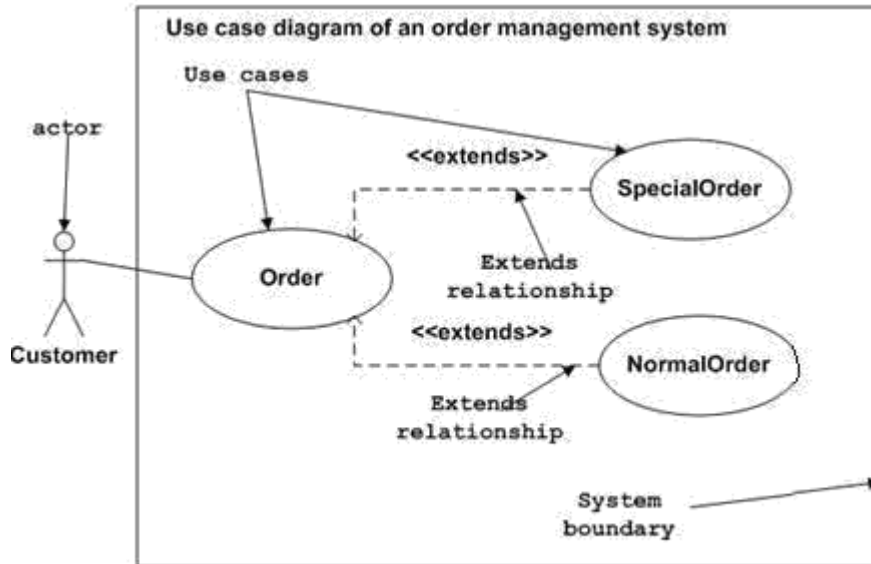 Use case diagram of an order management system
Use cases
actor
<<extends>>
SpecialOrder
Extends
relationship
Order
Customer
<<extends>>
NormalOrder
Extends
relationship
System
boundary